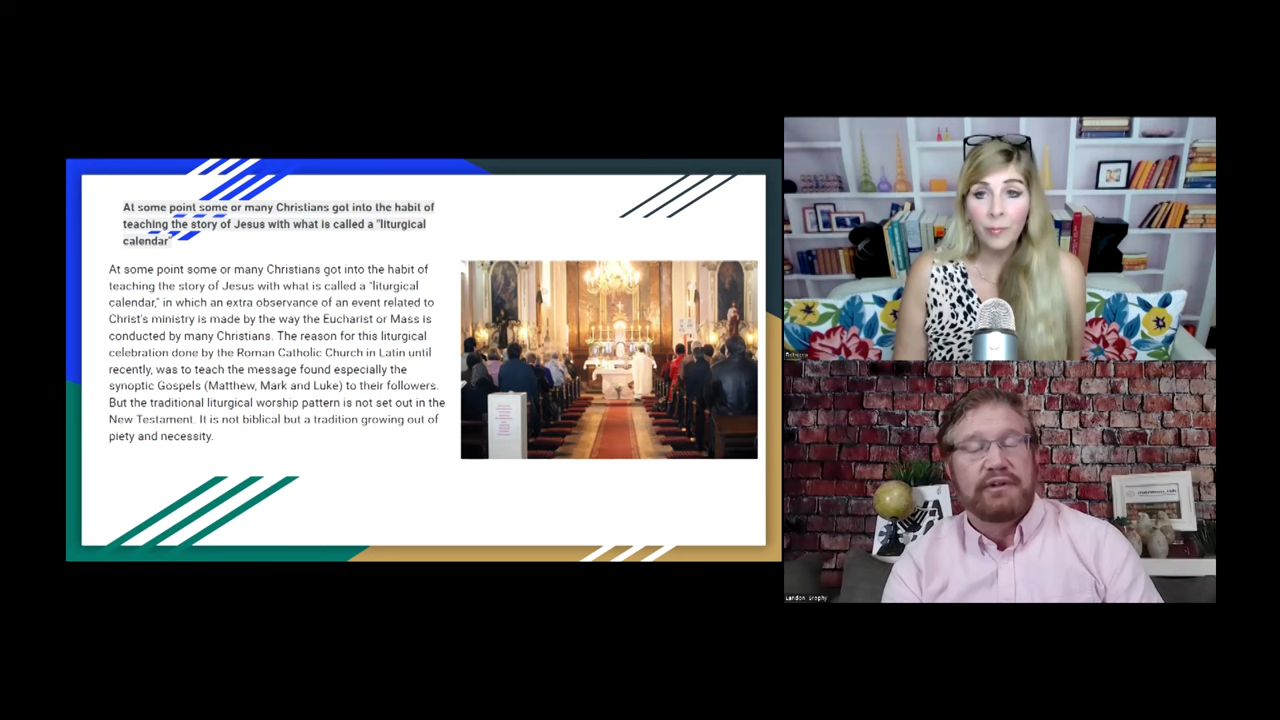 At some point some or many Christians got into the habit of
teaching the story of Jesus with what is called a "liturgical
calendar"
At some point some or many Christians got into the habit of
teaching the story of Jesus with what is called a "liturgical
calendar," in which an extra observance of an event related to
Christ's ministry is made by the way the Eucharist or Mass is
conducted by many Christians. The reason for this liturgical
celebration done by the Roman Catholic Church in Latin until
recently, was to teach the message found especially the
synoptic Gospels (Matthew, Mark and Luke) to their followers.
But the traditional liturgical worship pattern is not set out in the
New Testament. It is not biblical but a tradition growing out of
piety and necessity.
Landon Brophy